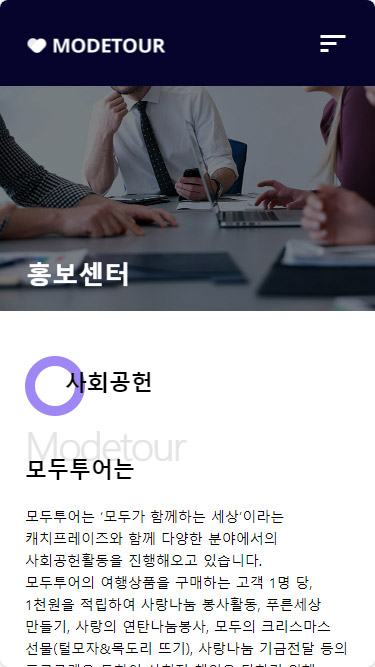 MODETOUR
홍보센터
사회공헌
Modetour
모두투어는
모두투어는 '모두가 함께하는 세상'이라는
캐치프레이즈와 함께 다양한 분야에서의
사회공헌활동을 진행해오고 있습니다.
모두투어의 여행상품을 구매하는 고객 1명 당,
1천원을 적립하여 사랑나눔 봉사활동, 푸른세상
만들기, 사랑의 연탄나눔봉사, 모두의 크리스마스
선물(털모자&목도리 뜨기), 사랑나눔 기금전달 등의